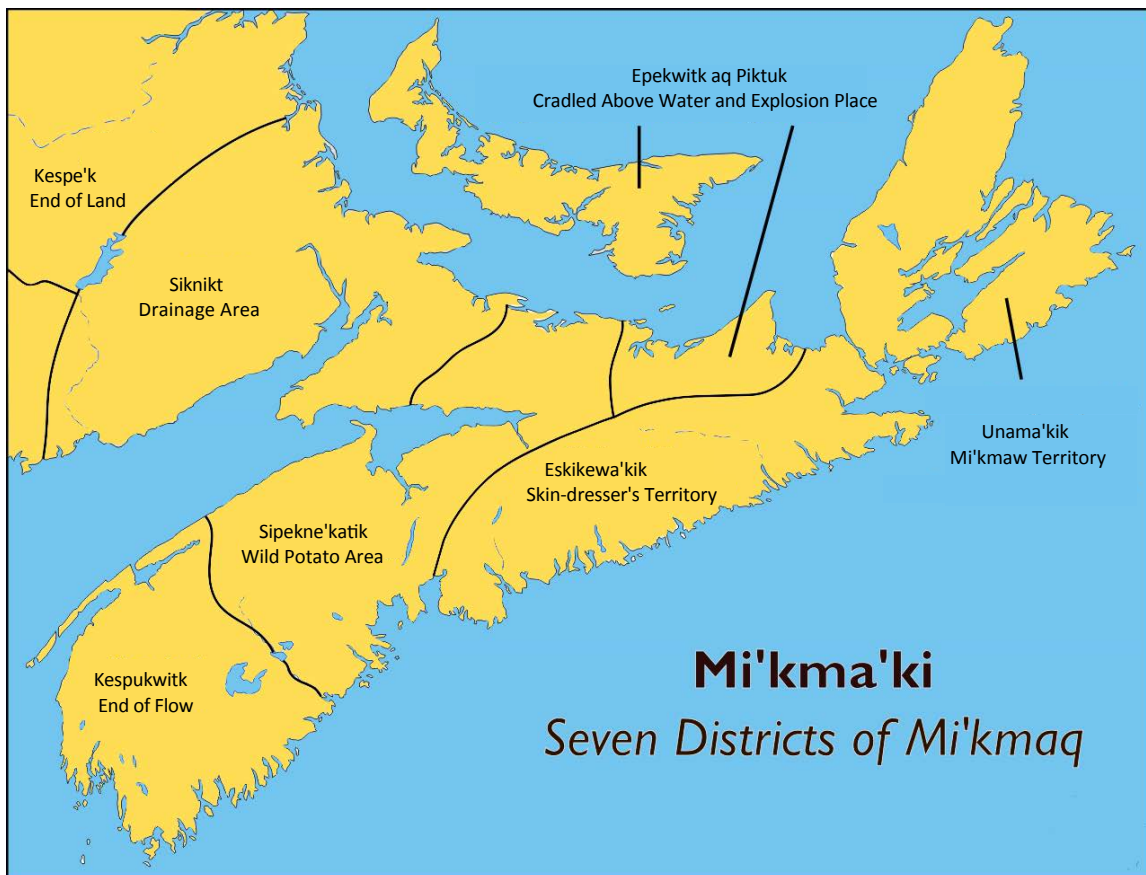 Epekwitk aq Piktuk
Cradled Above Water and Explosion Place
Kespe'k
End of Land
Siknikt
Drainage Area
Unama'kik
Mi'kmaw Territory
Eskikewa'kik
Skin-dresser's Territory
Sipekne'katik
Wild Potato Area
Kespukwitk
End of Flow
Mi'kma'ki
Seven Districts of Mi'kmaq